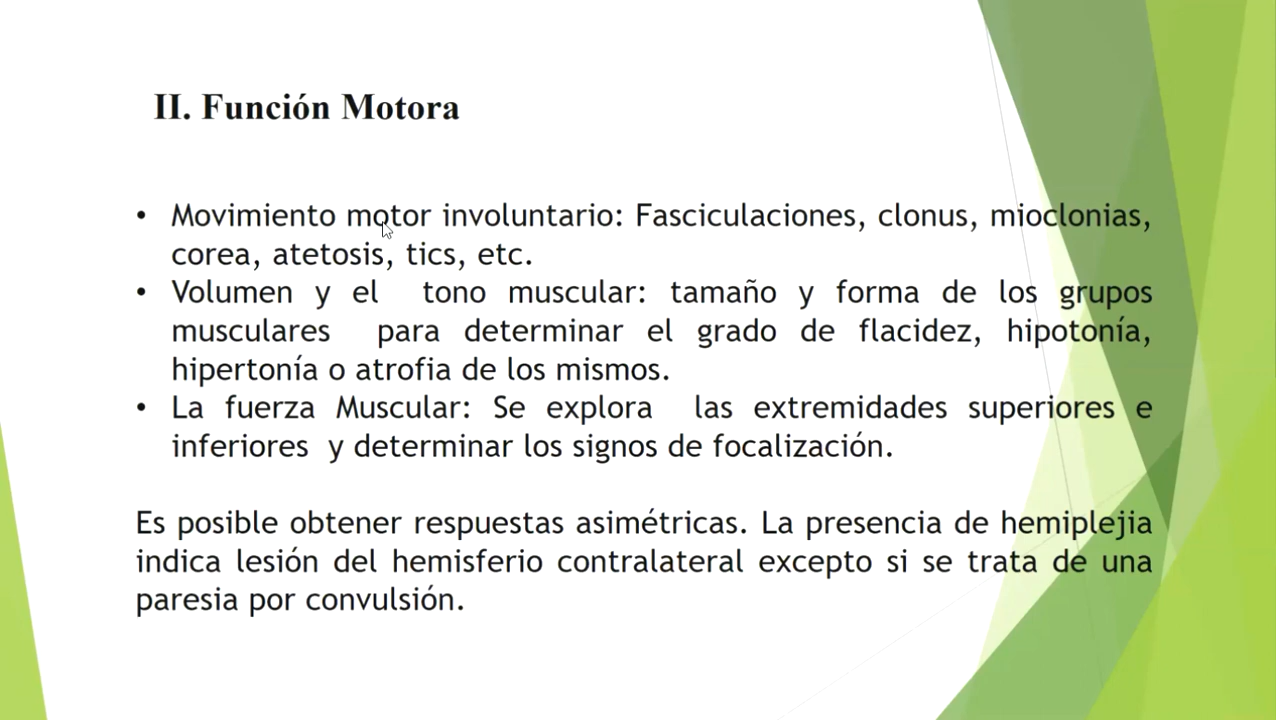 II. Función Motora
• Movimiento motor involuntario: Fasciculaciones, clonus, mioclonias,
corea, atetosis, tics, etc.
• Volumen y el tono muscular: tamaño y forma de los grupos
musculares para determinar el grado de flacidez, hipotonía,
hipertonía o atrofia de los mismos.
• La fuerza Muscular: Se explora las extremidades superiores e
inferiores y determinar los signos de focalización.
Es posible obtener respuestas asimétricas. La presencia de hemiplejia
indica lesión del hemisferio contralateral excepto si se trata de una
paresia por convulsión.